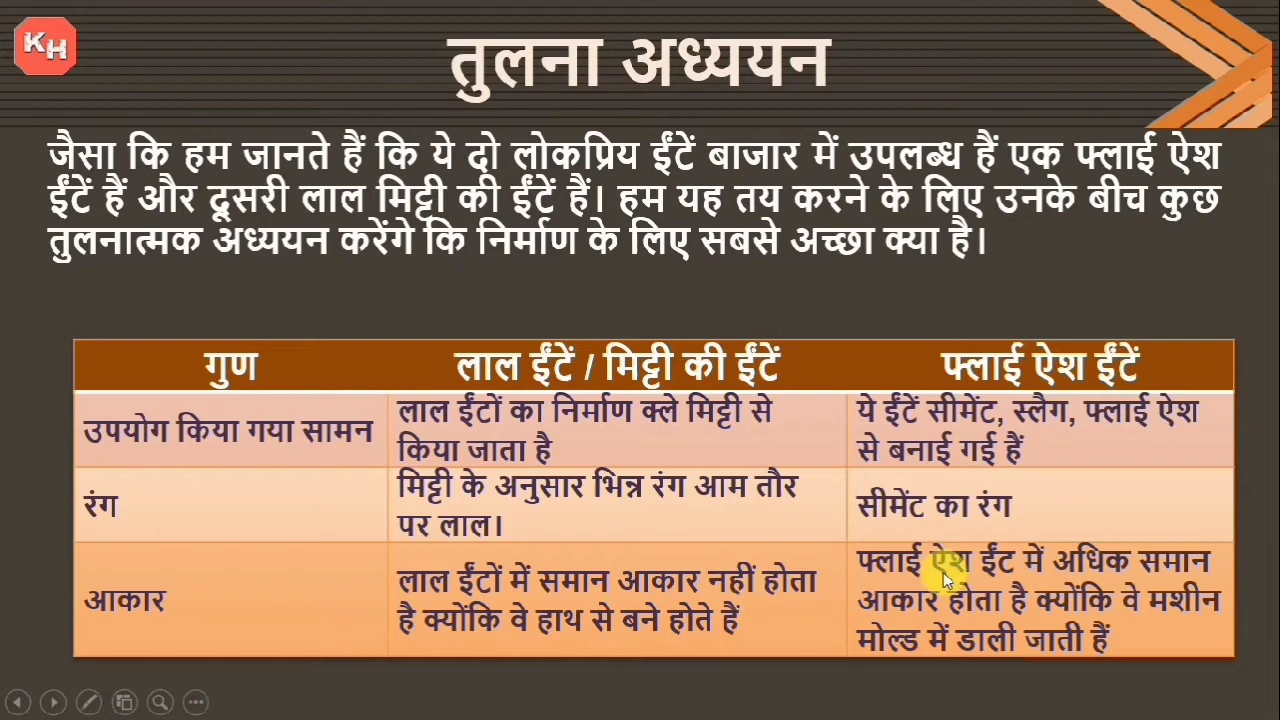 KH
तुलना अध्ययन
जैसा कि हम जानते हैं कि ये दो लोकप्रिय ईंटें बाजार में उपलब्ध हैं एक फ्लाई ऐश
ईंटें हैं और दूसरी लाल मिट्टी की ईंटें हैं। हम यह तय करने के लिए उनके बीच कुछ
तुलनात्मक अध्ययन करेंगे कि निर्माण के लिए सबसे अच्छा क्या है।
गुण
लाल ईंटें / मिट्टी की ईंटें
फ्लाई ऐश ईंटें
उपयोग किया गया सामन
लाल ईंटों का निर्माण क्ले मिट्टी से
किया जाता है
ये ईंटें सीमेंट, स्लैग, फ्लाई ऐश
से बनाई गई हैं
रंग
मिट्टी के अनुसार भिन्न रंग आम तौर
पर लाल।
सीमेंट का रंग
आकार
लाल ईंटों में समान आकार नहीं होता
है क्योंकि वे हाथ से बने होते हैं
फ्लाई ऐश ईंट में अधिक समान
आकार होता है क्योंकि वे मशीन
मोल्ड में डाली जाती हैं